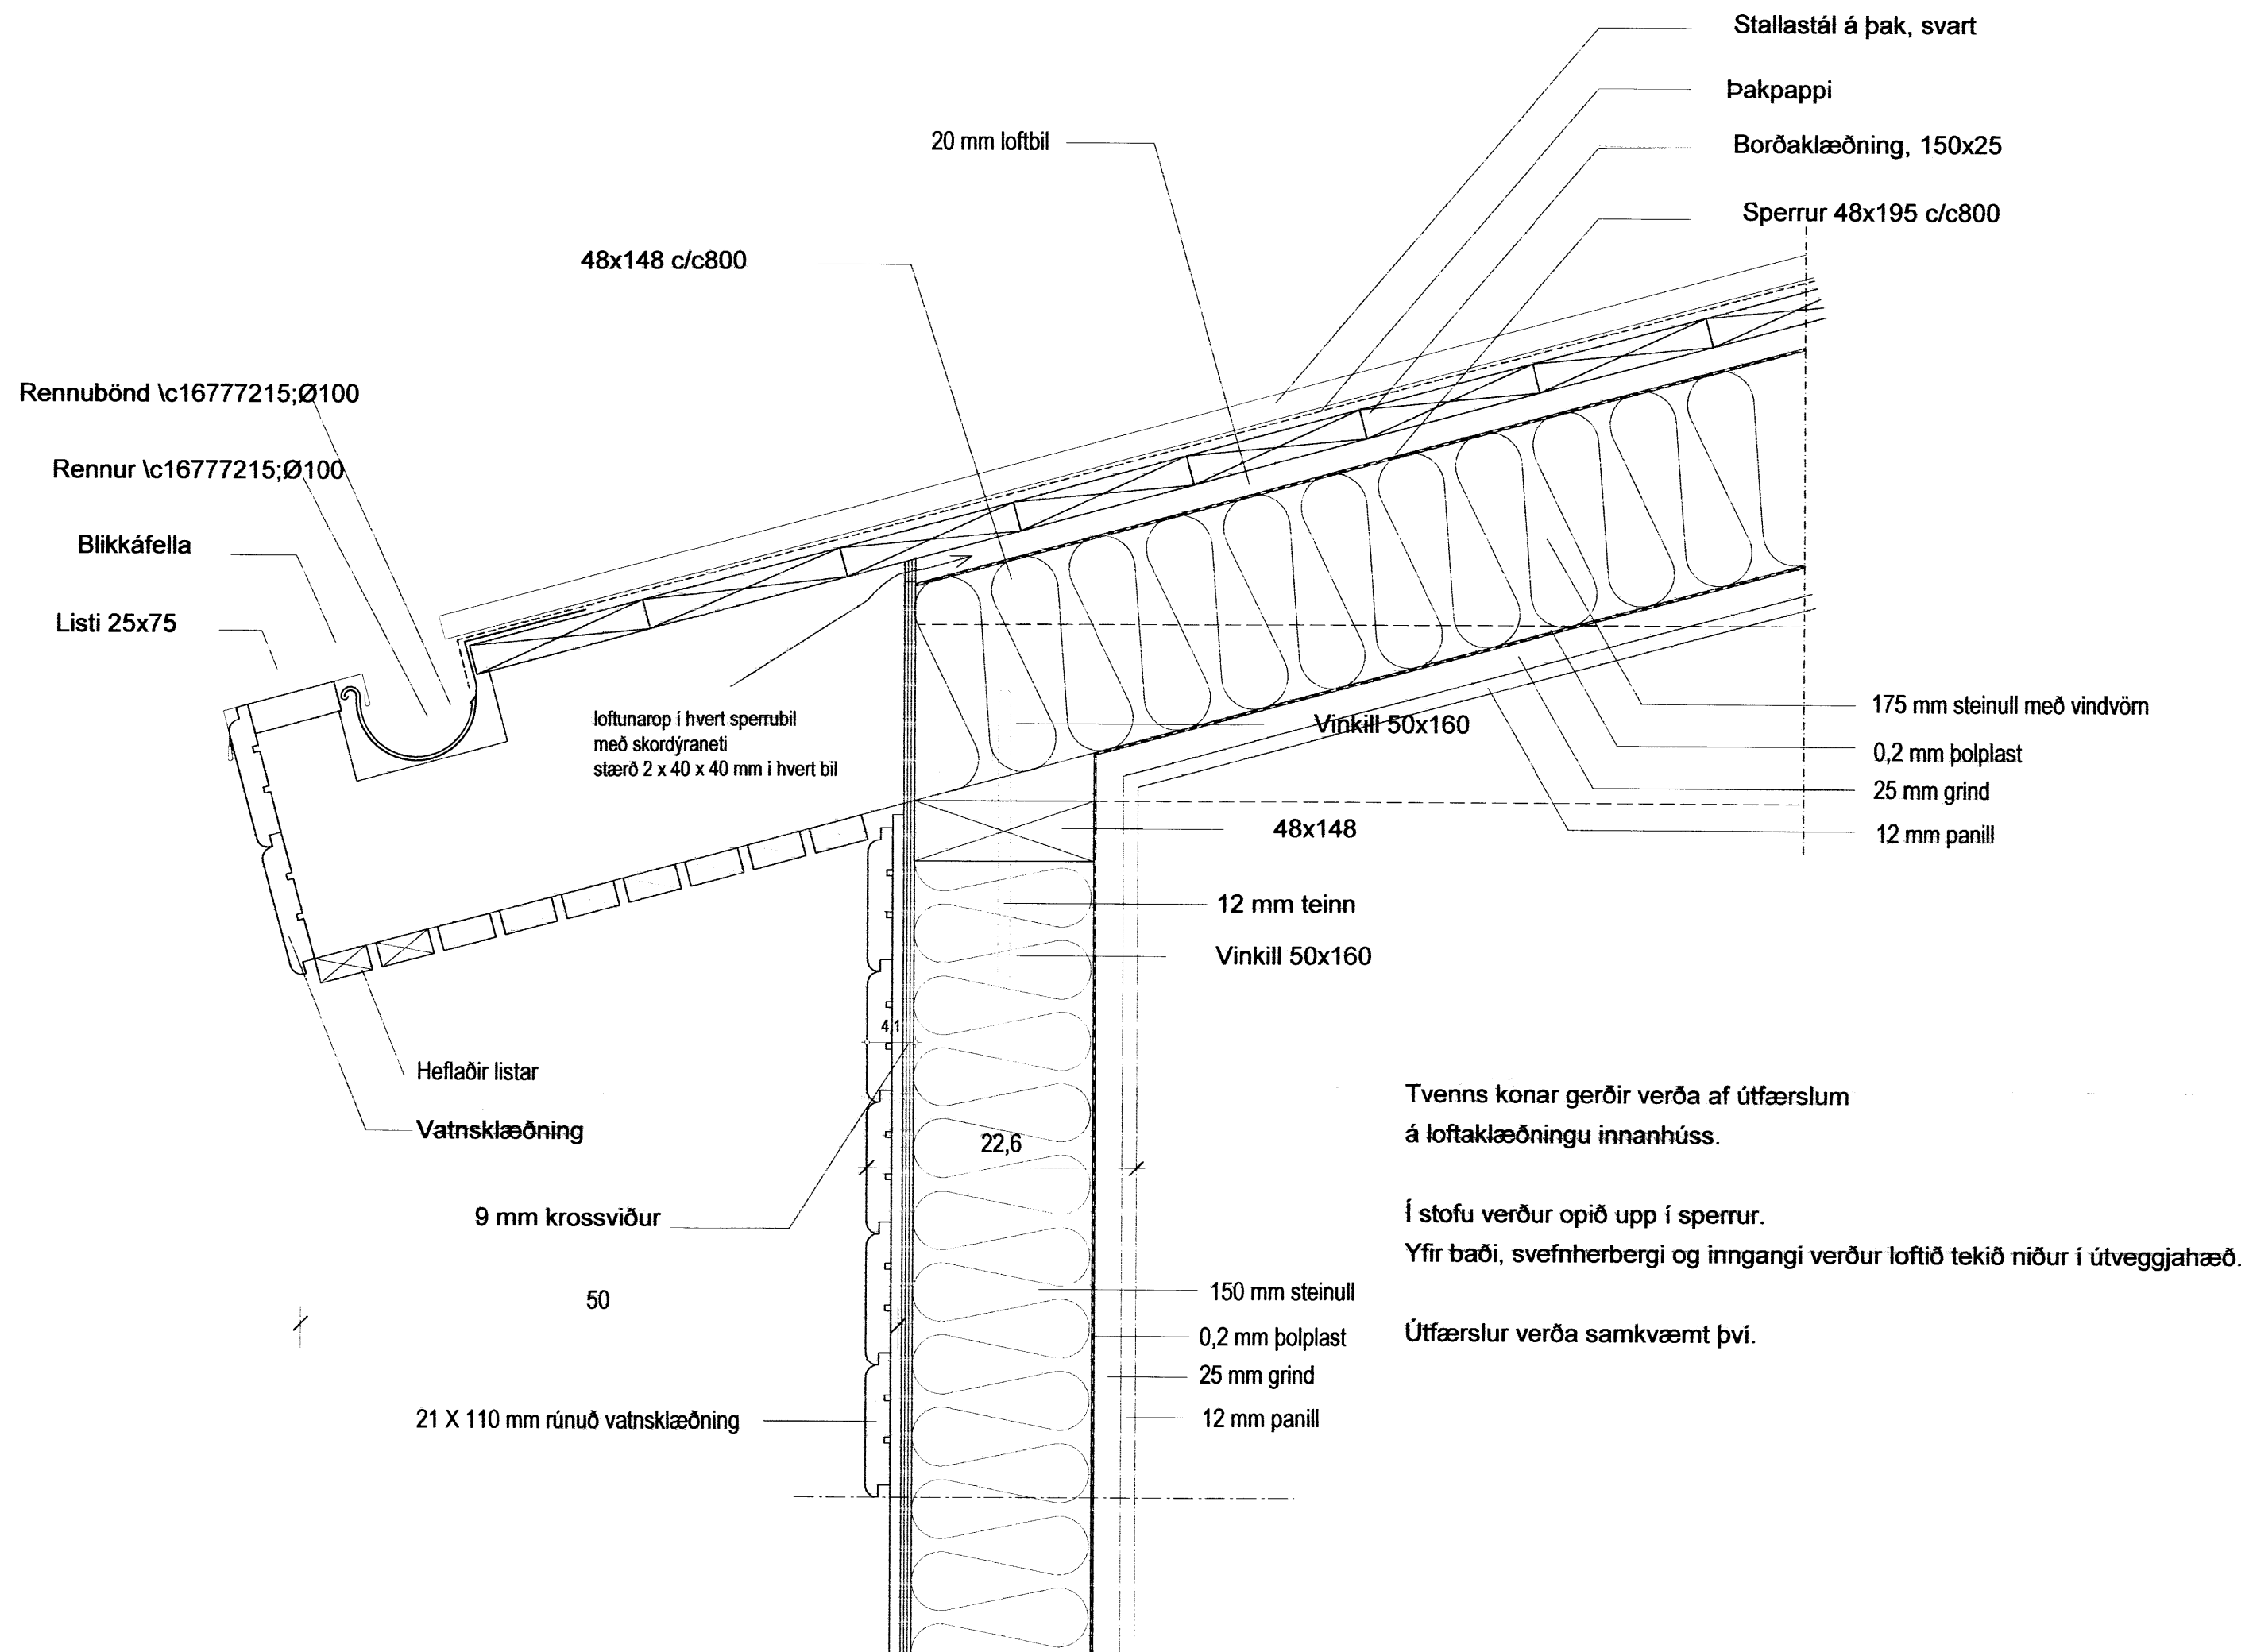 Stallastál á þak, svart
Þakpappi
Borðaklæðning, 150x25
Sperrur 48x195 c/c800
20 mm loftbil
48x148 c/c800
Rennubönd \c16777215;Ø100
Rennur \c16777215;Ø100
Blikkáfella
Listi 25x75
loftunarop í hvert sperrubil
með skordýraneti
stærð 2 x 40 x 40 mm i hvert bil
Vinkill 50x160
175 mm steinull með vindvörn
0,2 mm þolplast
25 mm grind
12 mm panill
48x148
12 mm teinn
Vinkill 50x160
4,1
Heflaðir listar
Vatnsklæðning
22,6
9 mm krossviður
50
21 X 110 mm rúnuð vatnsklæðning
150 mm steinull
0,2 mm þolplast
25 mm grind
12 mm panill
Tvenns konar gerðir verða af útfærslum
á loftaklæðningu innanhúss.
Í stofu verður opið upp í sperrur.
Yfir baði, svefnherbergi og inngangi verður loftið tekið niður í útveggjahæð.
Útfærslur verða samkvæmt því.